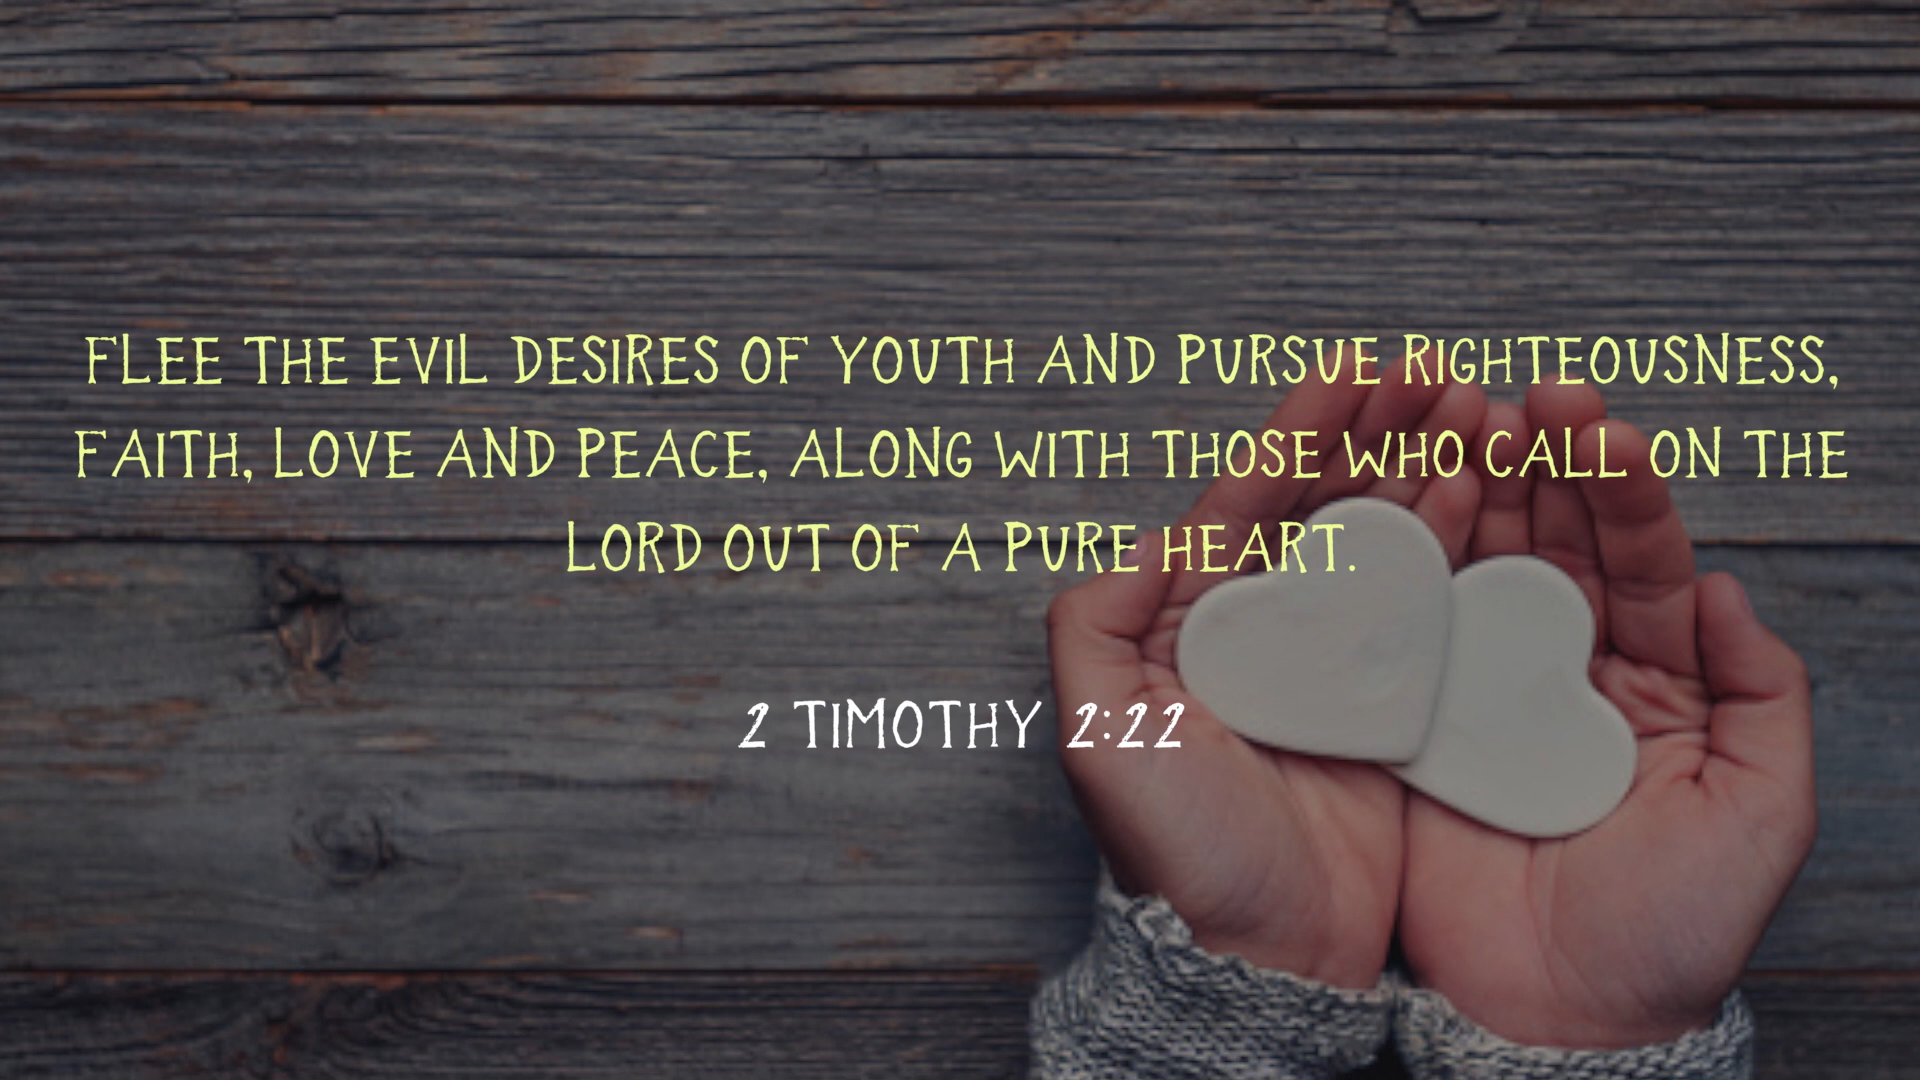 FLEE THE EVIL DESIRES OF YOUTH AND PURSUE RIGHTEOUSNESS,
FAITH, LOVE AND PEACE, ALONG WITH THOSE WHO CALL ON THE
LORD OUT OF A PURE HEART.
2 TIMOTHY 2:22